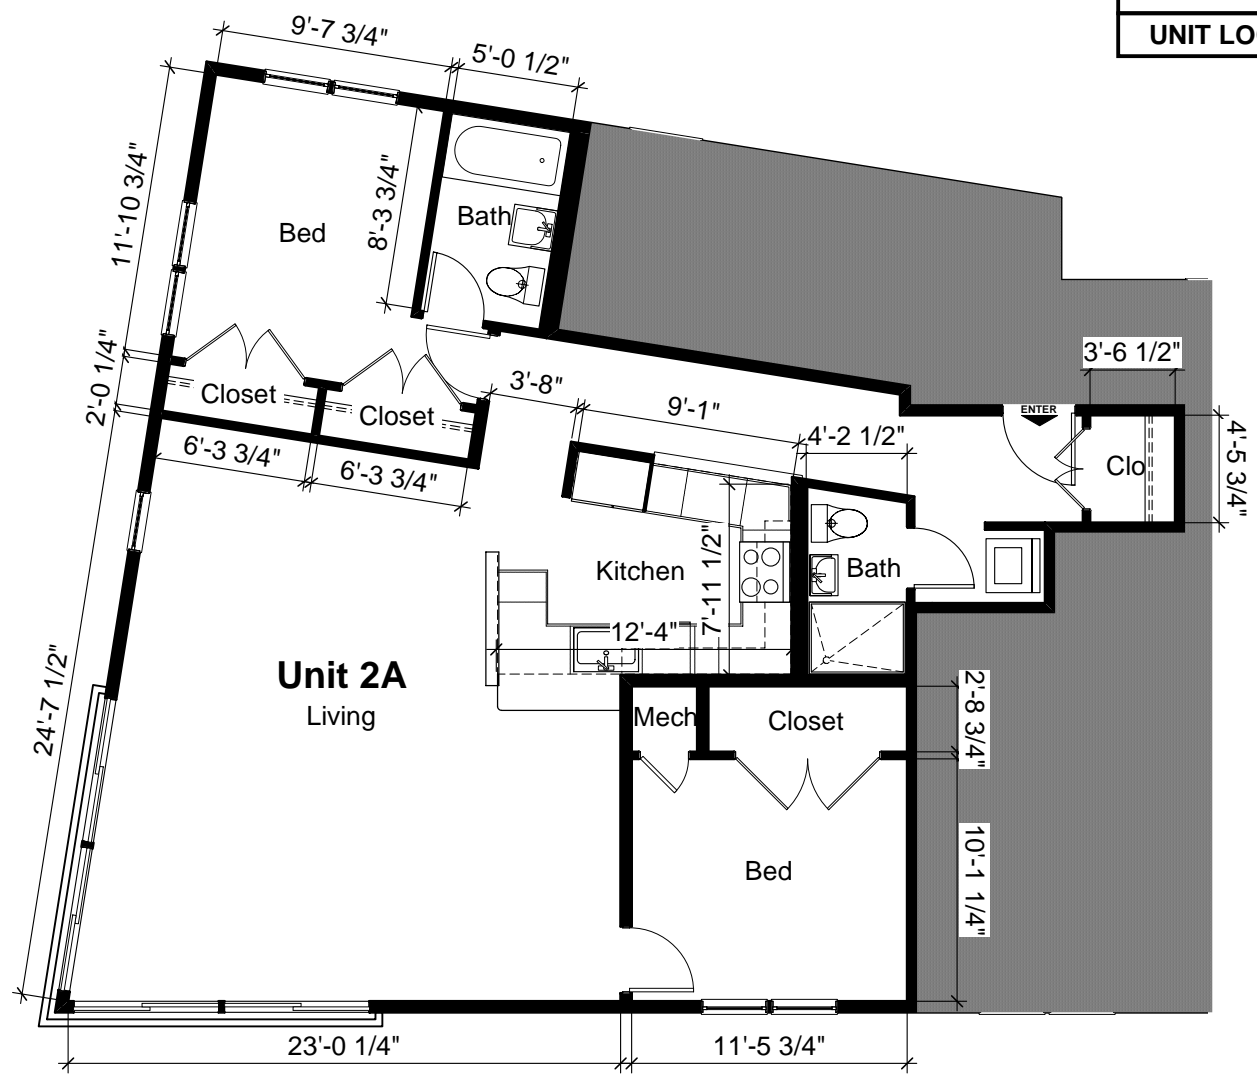 UNIT LO
9'-7 3/4"
5'-0 1/2"
11'-10 3/4"
8'-3 3/4"
Bath
Bed
2'-0 1/4"
Closet
Closet
3'-8"
9'-1"
3'-6 1/2"
ENTER
4'-2 1/2"
Clo
4'-5 3/4"
6'-3 3/4"
6'-3 3/4"
7'-11 1/2"
Kitchen
Bath
12'-4"
Unit 2A
Living
24'-7 1/2"
Mech
Closet
2'-8 3/4"
Bed
10'-1 1/4"
23'-0 1/4"
11'-5 3/4"